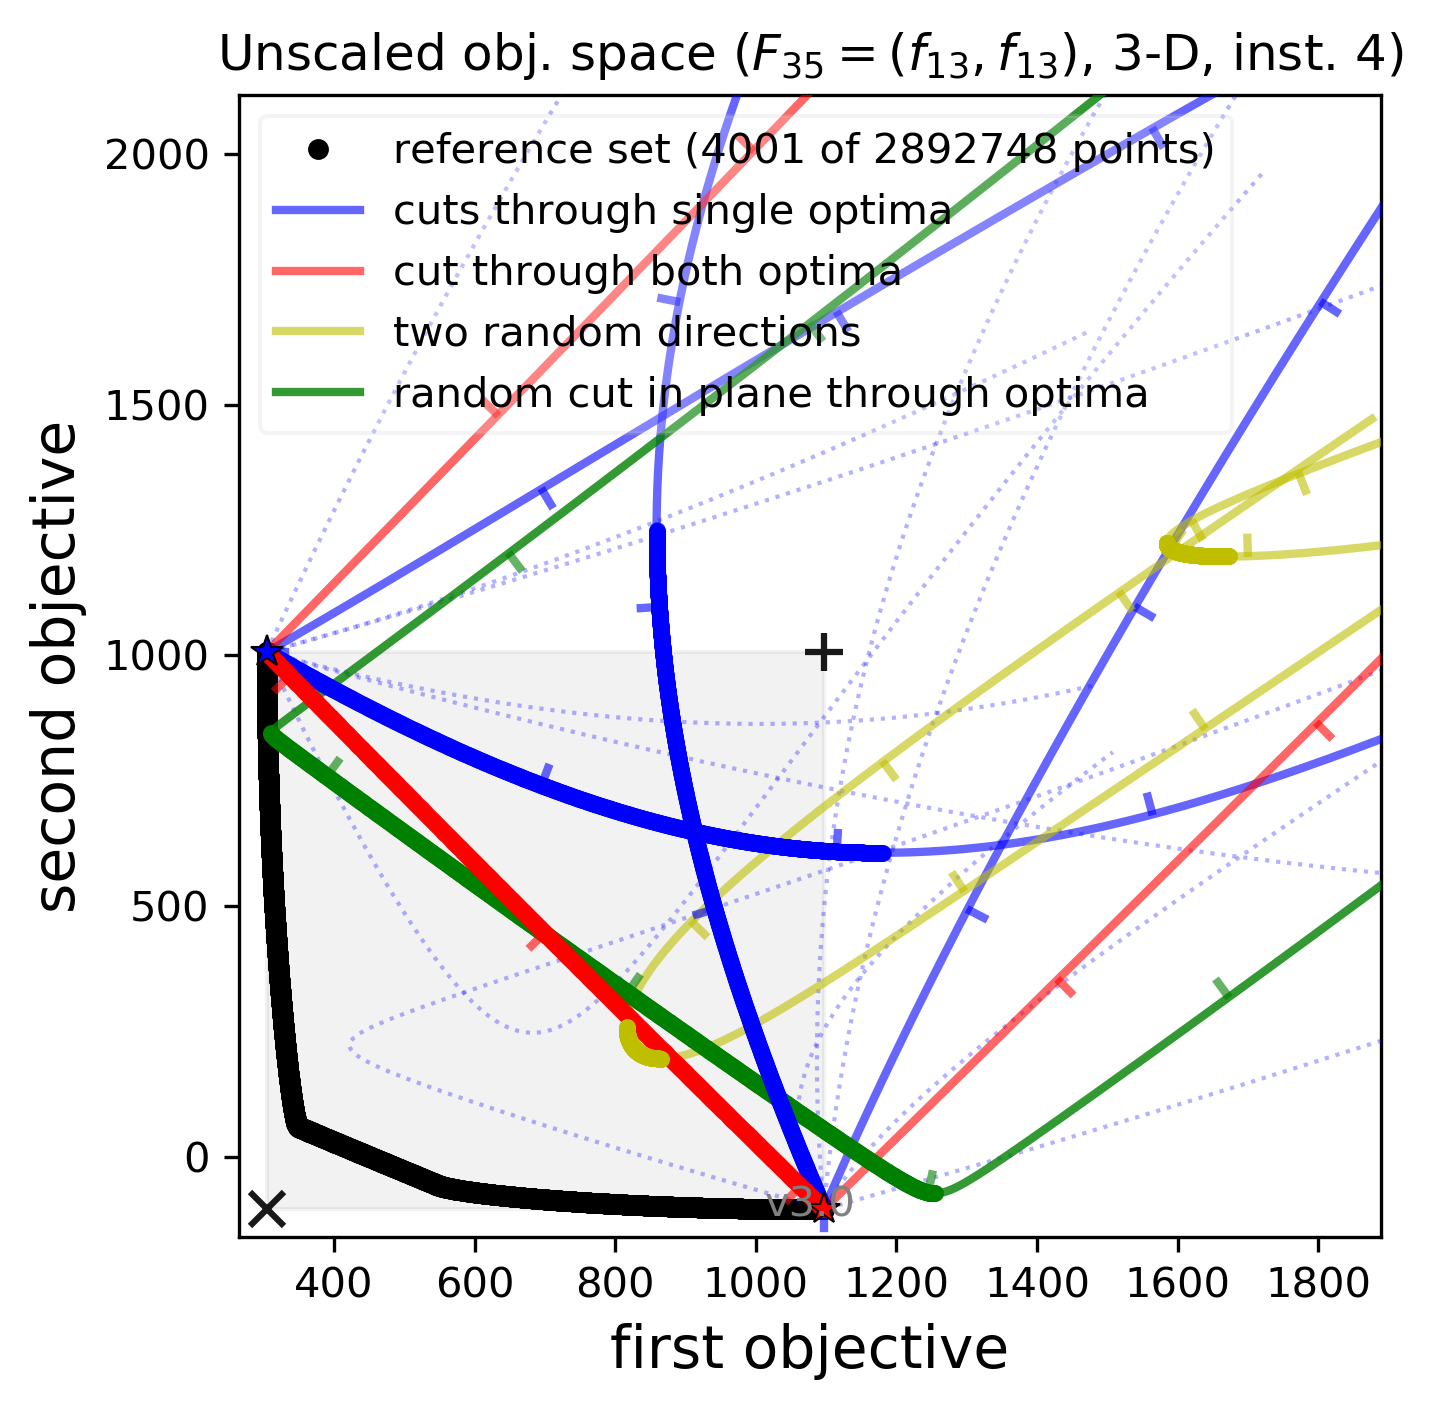 Unscaled obj. space (F₃₅ = (f₁₃, f₁₃), 3-D, inst. 4)
reference set (4001 of 2892748 points)
cuts through single optima
cut through both optima
two random directions
random cut in plane through optima
2000
1500
1000
500
0
second objective
v3.0
400 600 800 1000 1200 1400 1600 1800
first objective